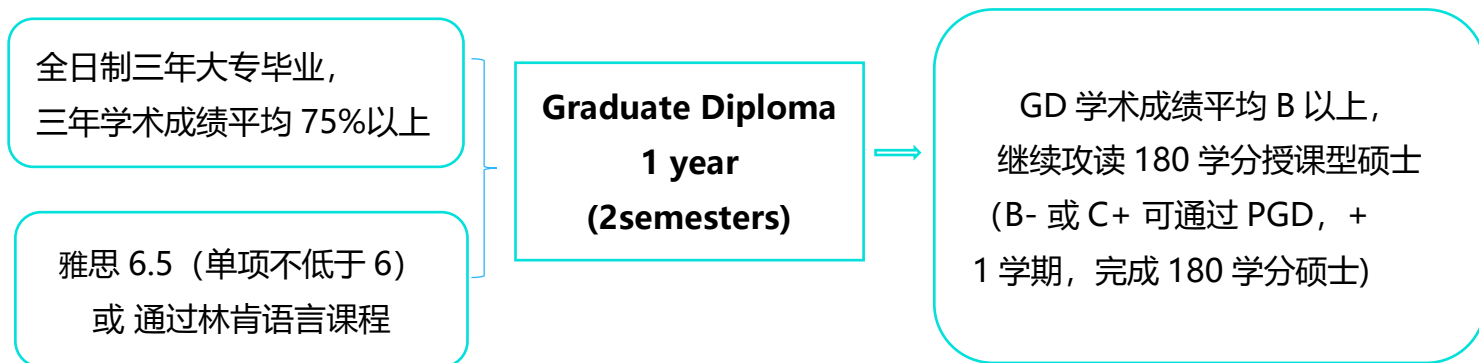 全日制三年大专毕业，
三年学术成绩平均 75%以上
雅思 6.5（单项不低于 6）
或 通过林肯语言课程
Graduate Diploma
1 year
(2semesters)
GD 学术成绩平均 B 以上，
继续攻读 180 学分授课型硕士
（B- 或 C+ 可通过 PGD，+
1 学期，完成 180 学分硕士)